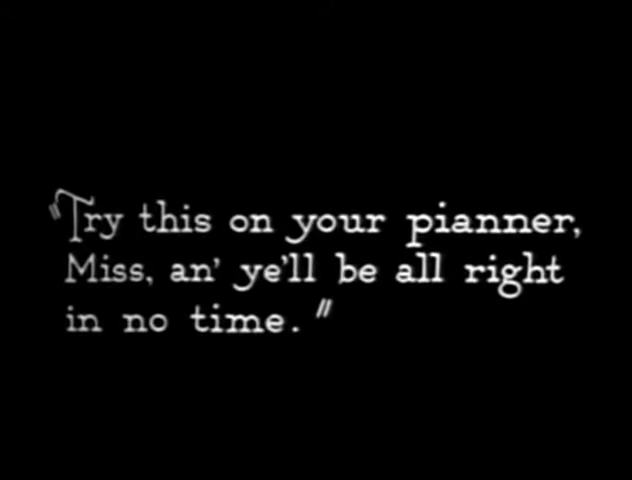 "Try this on your pianner,
Miss, an' ye'll be all right
in no time."